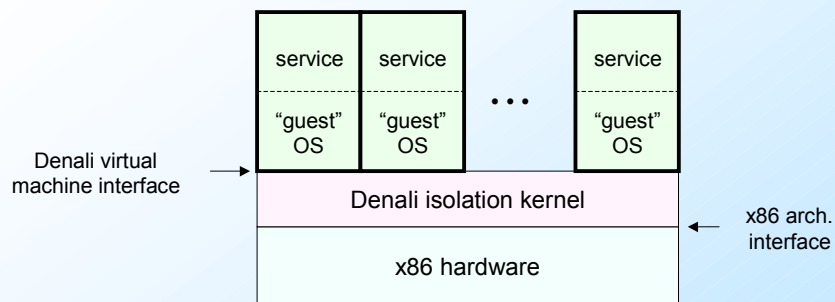 service
service
service
“guest”
OS
“guest”
OS
...
“guest”
OS
Denali virtual
machine interface
Denali isolation kernel
x86 arch.
interface
x86 hardware